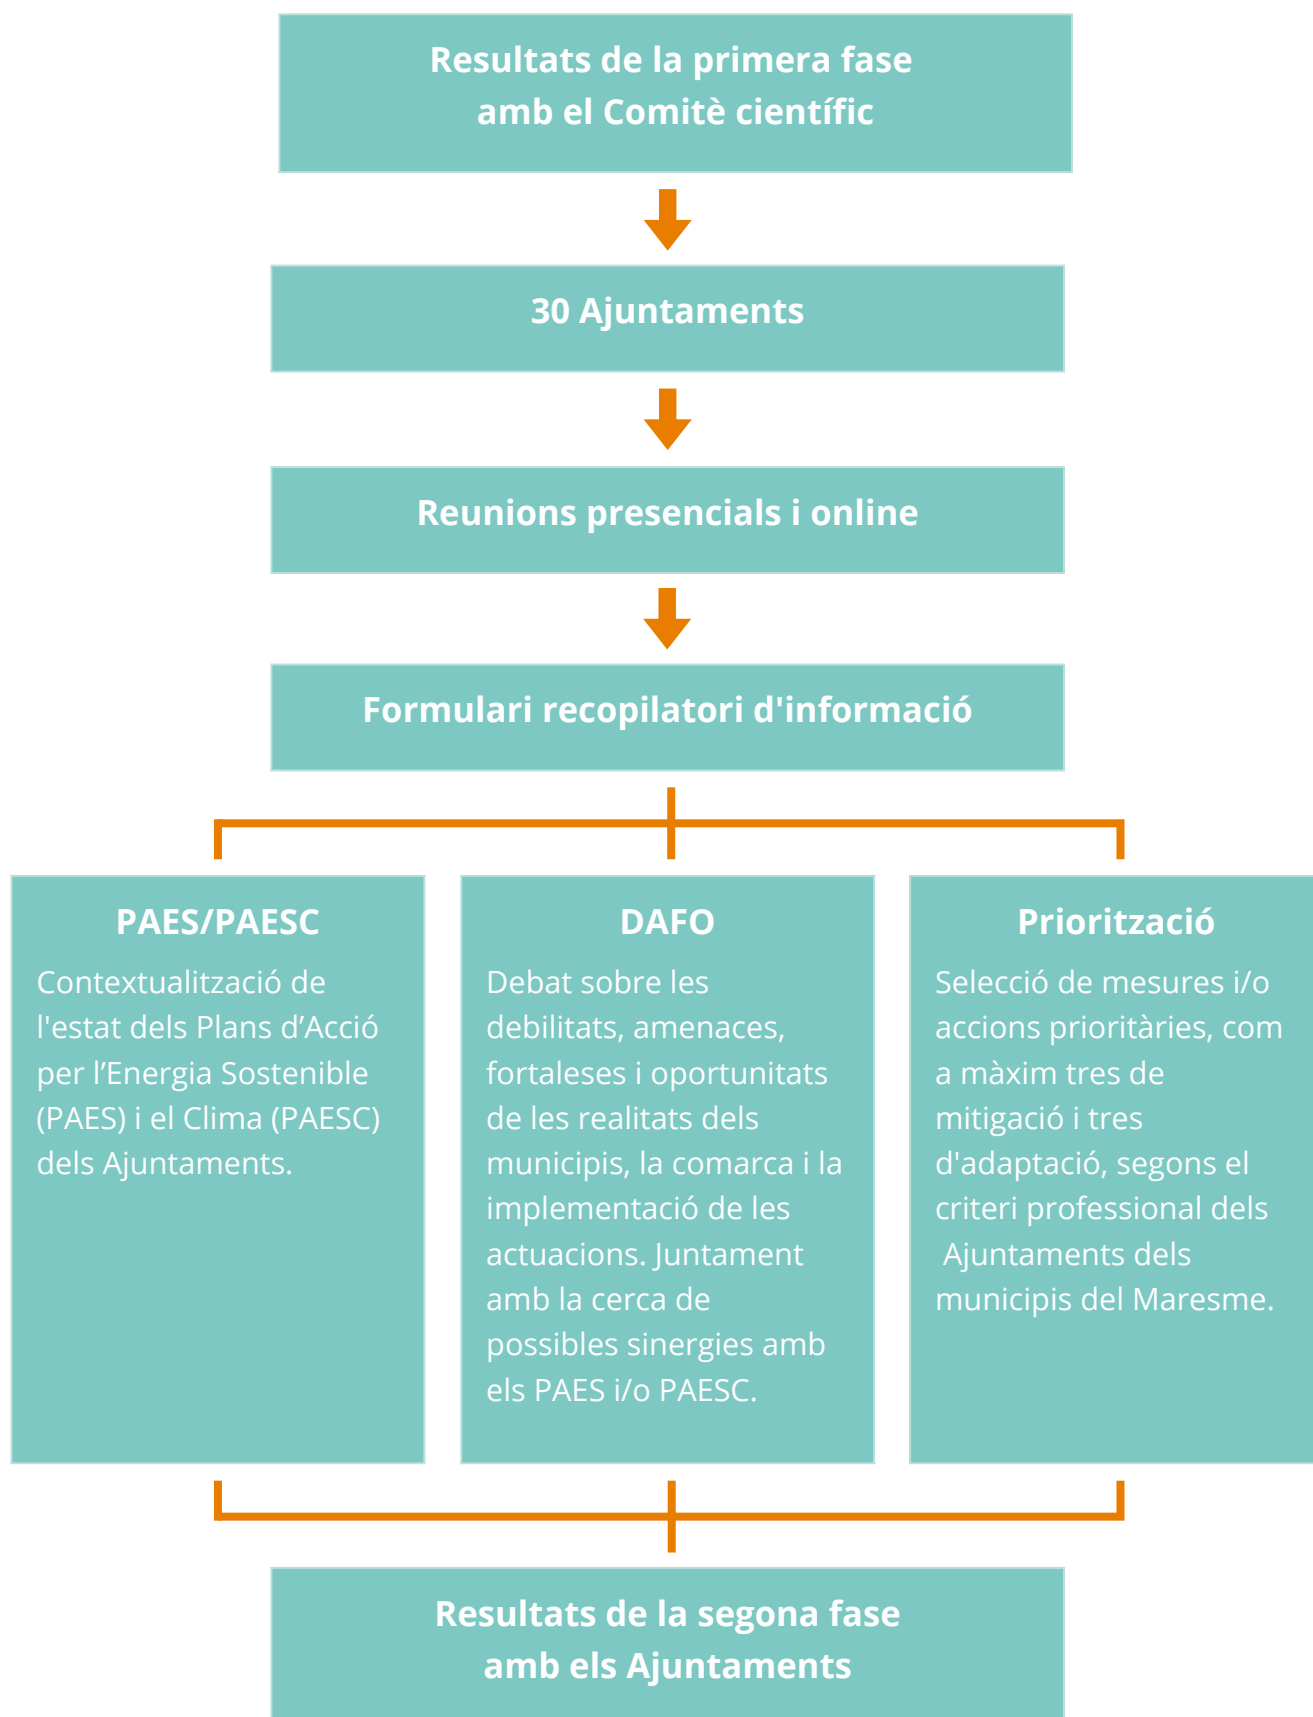 Resultats de la primera fase
amb el Comitè científic
30 Ajuntaments
Reunions presencials i online
Formulari recopilatori d'informació
PAES/PAESC
Contextualització de
l'estat dels Plans d’Acció
per l’Energia Sostenible
(PAES) i el Clima (PAESC)
dels Ajuntaments.
DAFO
Debat sobre les
debilitats, amenaces,
fortaleses i oportunitats
de les realitats dels
municipis, la comarca i la
implementació de les
actuacions. Juntament
amb la cerca de
possibles sinergies amb
els PAES i/o PAESC.
Priorització
Selecció de mesures i/o
accions prioritàries, com
a màxim tres de
mitigació i tres
d'adaptació, segons el
criteri professional dels
Ajuntaments dels
municipis del Maresme.
Resultats de la segona fase
amb els Ajuntaments